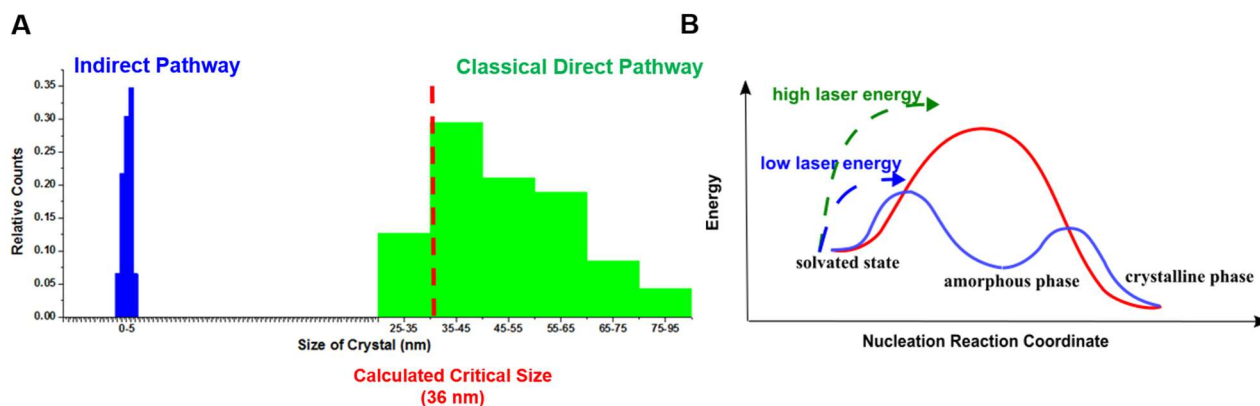 A
Indirect Pathway
Classical Direct Pathway
Relative Counts
0.35
0.30
0.25
0.20
0.15
0.10
0.05
0.00
0-5
25-35
35-45
45-55
55-65
65-75
75-95
Size of Crystal (nm)
Calculated Critical Size
(36 nm)
B
high laser energy
low laser energy
Energy
solvated state
amorphous phase
crystalline phase
Nucleation Reaction Coordinate